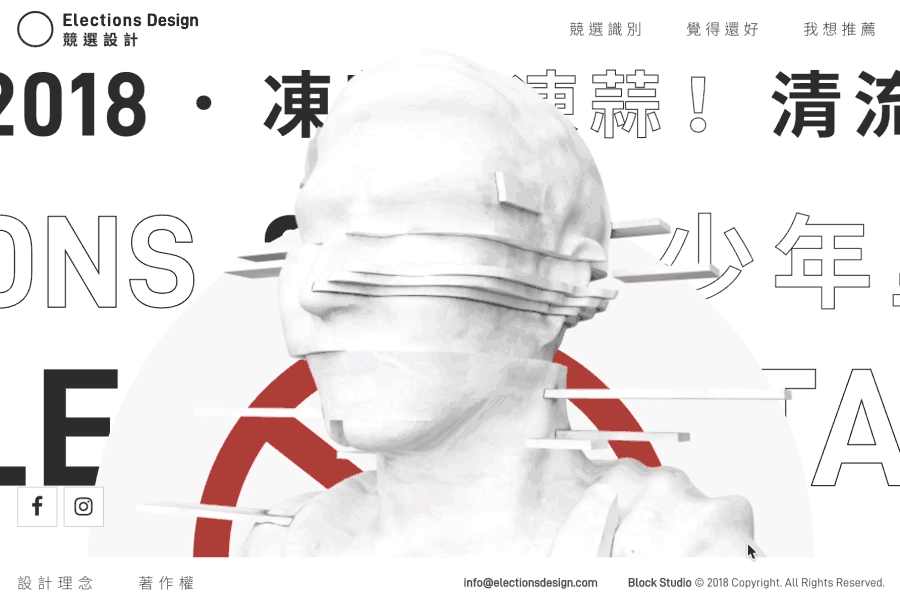 Elections Design
競選設計
競選識別
覺得還好
我想推薦
2018 · 凍
凍蒜！ 清流
ONS
少年
LE
TA
設計理念
著作權
info@electionsdesign.com
Block Studio © 2018 Copyright. All Rights Reserved.